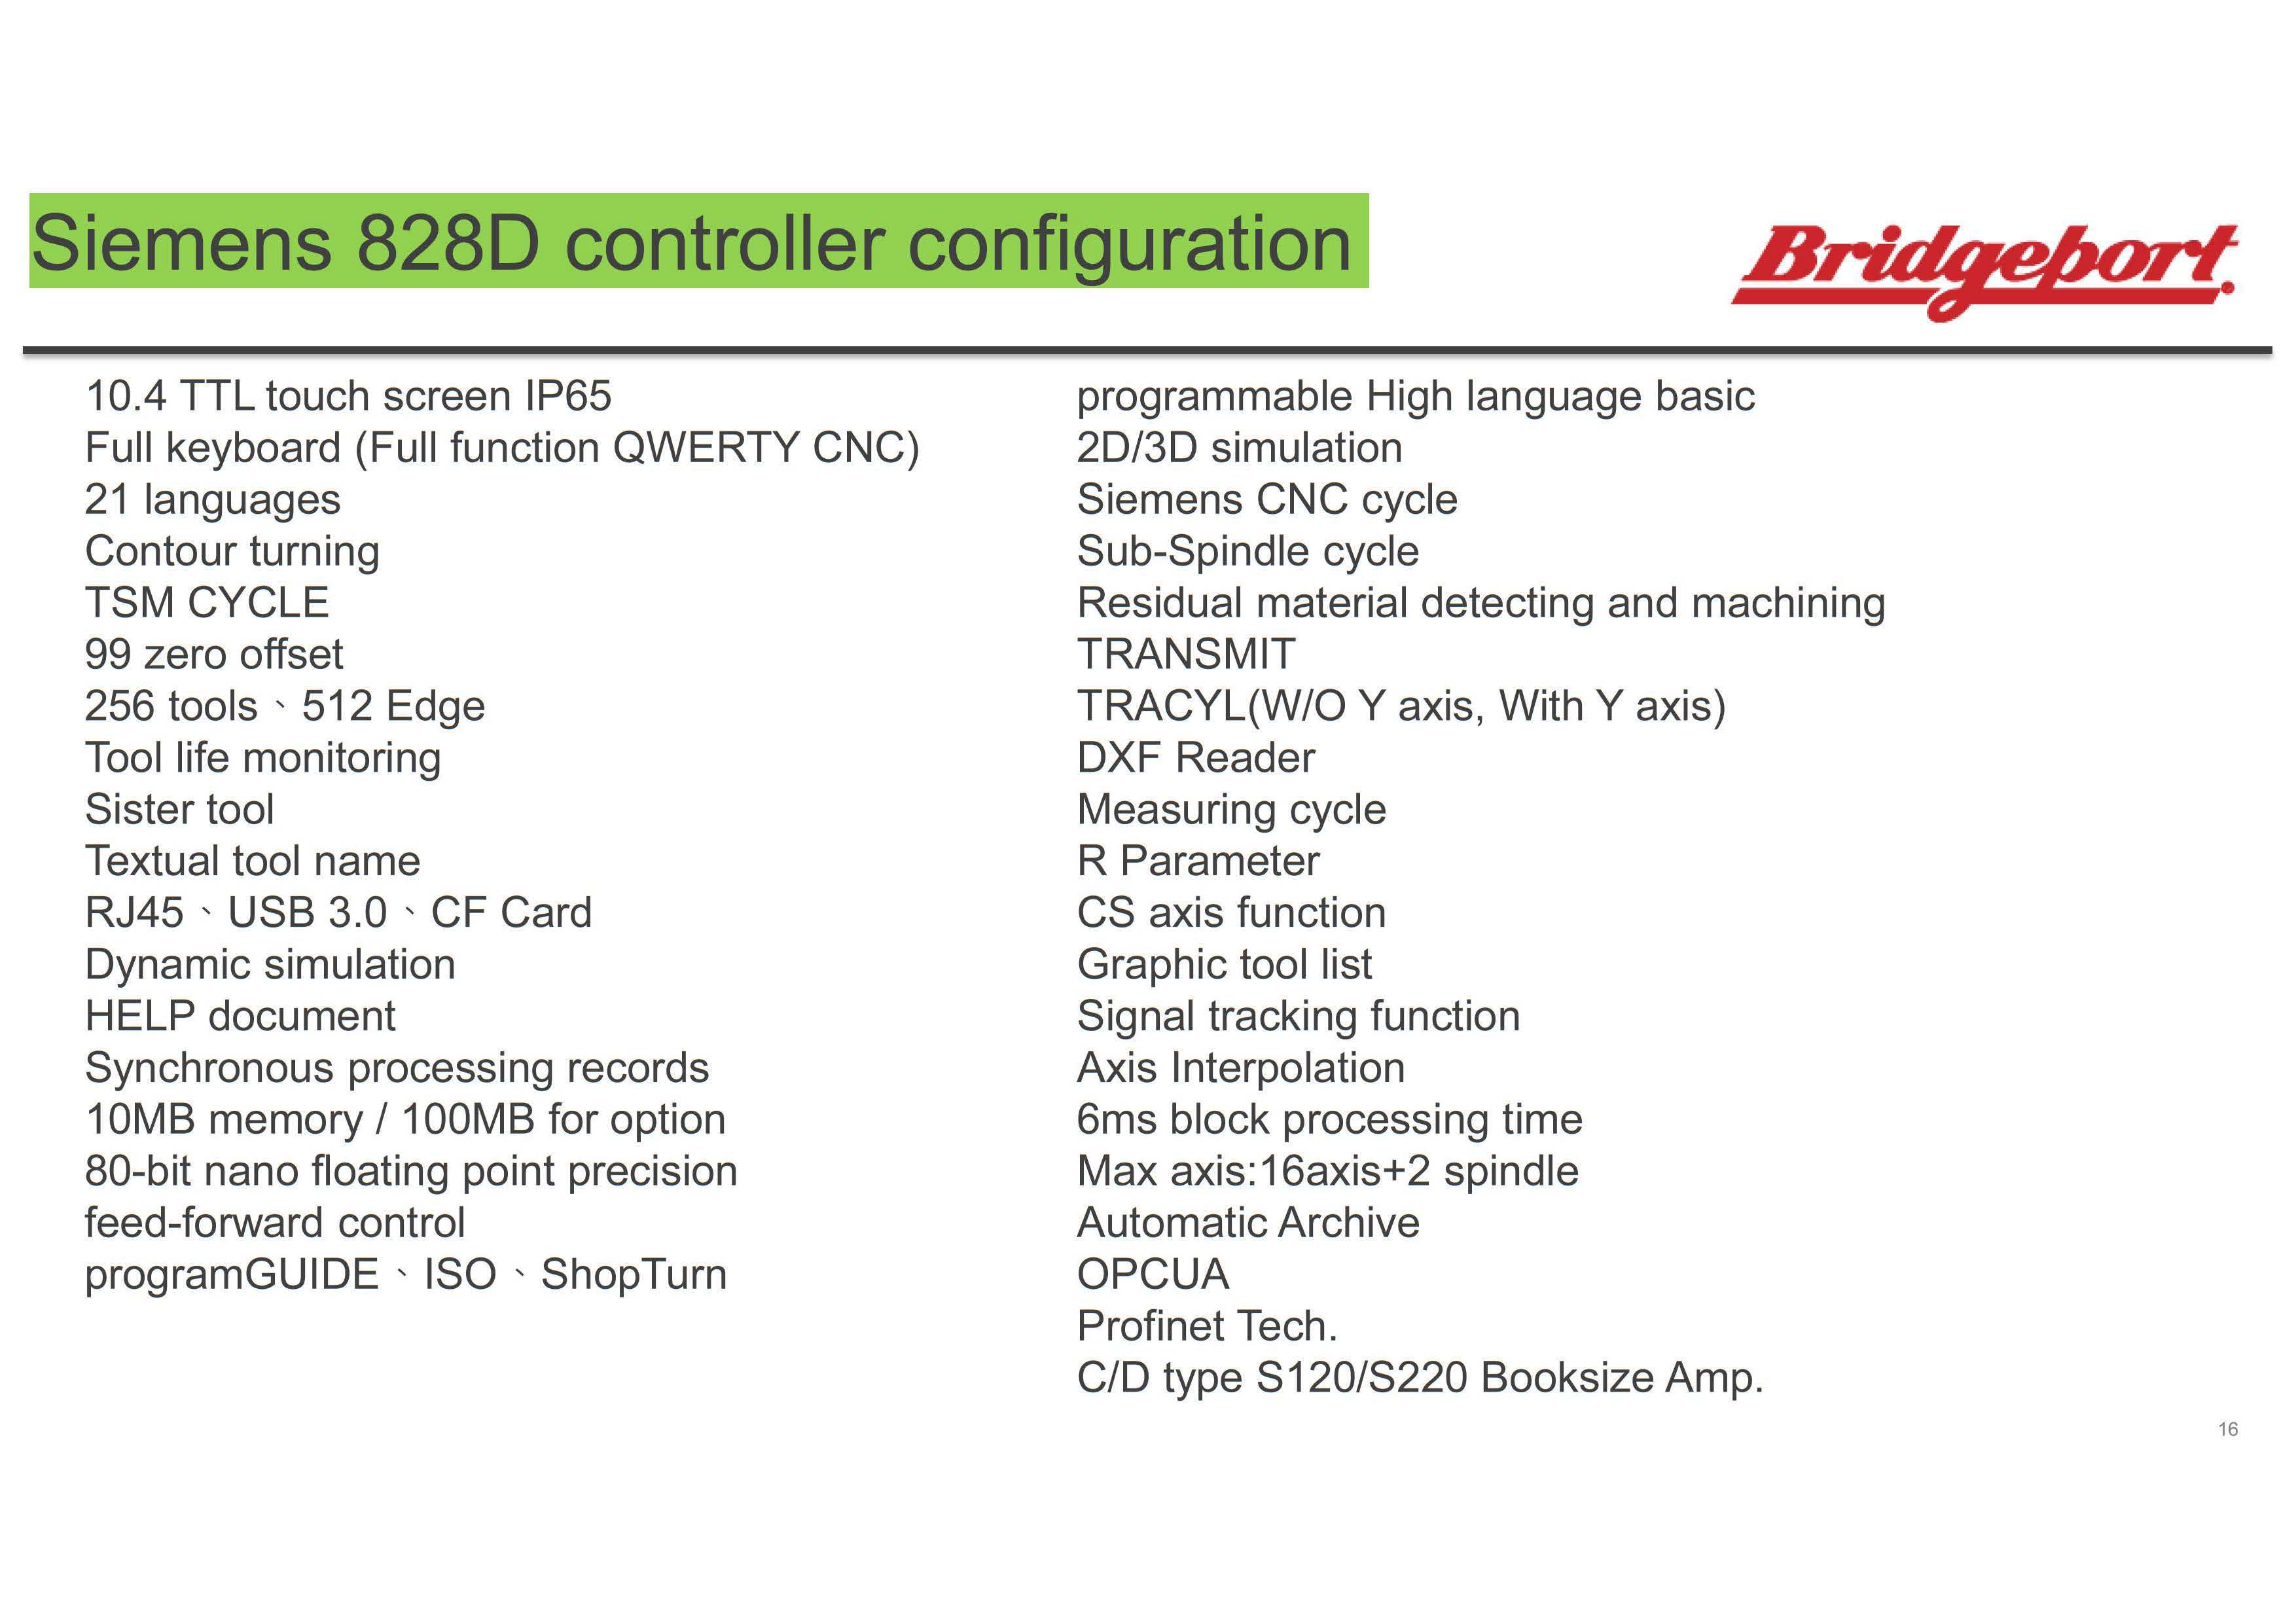 Siemens 828D controller configuration
Bridgeport
10.4 TTL touch screen IP65
Full keyboard (Full function QWERTY CNC)
21 languages
Contour turning
TSM CYCLE
99 zero offset
256 tools、512 Edge
Tool life monitoring
Sister tool
Textual tool name
RJ45、USB 3.0、CF Card
Dynamic simulation
HELP document
Synchronous processing records
10MB memory / 100MB for option
80-bit nano floating point precision
feed-forward control
programGUIDE、ISO、ShopTurn
programmable High language basic
2D/3D simulation
Siemens CNC cycle
Sub-Spindle cycle
Residual material detecting and machining
TRANSMIT
TRACYL(W/O Y axis, With Y axis)
DXF Reader
Measuring cycle
R Parameter
CS axis function
Graphic tool list
Signal tracking function
Axis Interpolation
6ms block processing time
Max axis:16axis+2 spindle
Automatic Archive
OPCUA
Profinet Tech.
C/D type S120/S220 Booksize Amp.
16